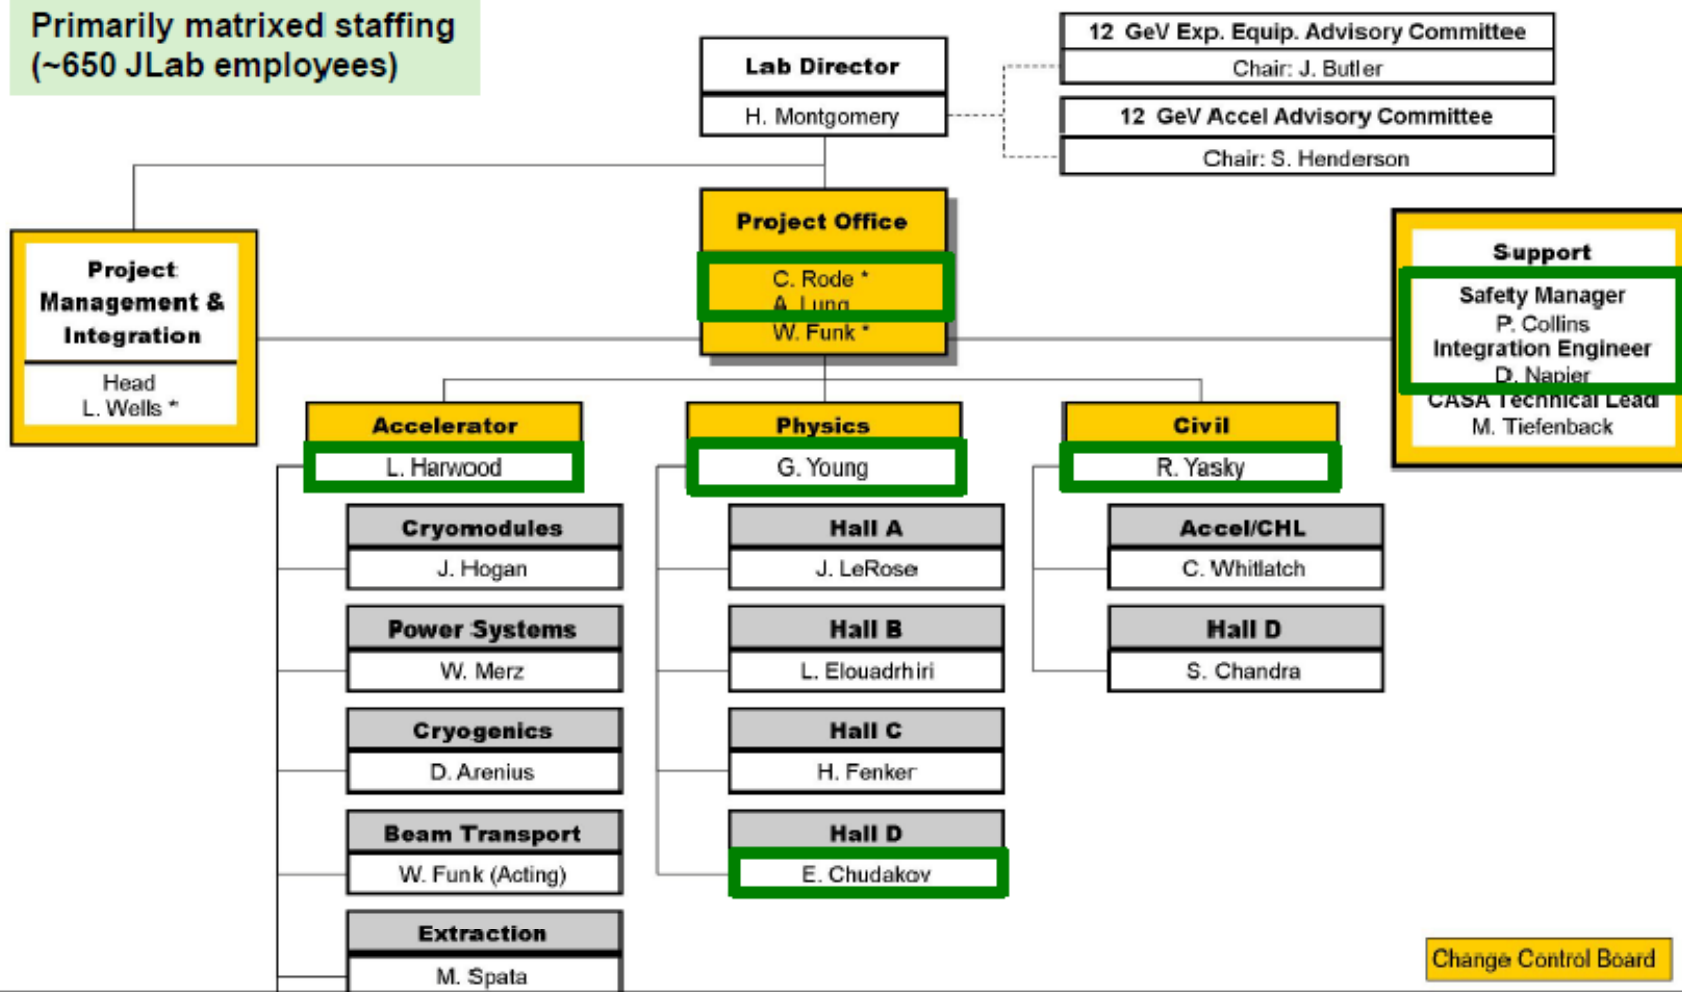 Primarily matrixed staffing
(~650 JLab employees)
Lab Director
H. Montgomery
12 GeV Exp. Equip. Advisory Committee
Chair: J. Butler
12 GeV Accel Advisory Committee
Chair: S. Henderson
Project Office
C. Rode *
A. Lung
W. Funk *
Project
Management &
Integration
Head
L. Wells *
Support
Safety Manager
P. Collins
Integration Engineer
D. Napier
CASA Technical Lead
M. Tiefenback
Accelerator
L. Harwood
Cryomodules
J. Hogan
Power Systems
W. Merz
Cryogenics
D. Arenius
Beam Transport
W. Funk (Acting)
Extraction
M. Spata
Physics
G. Young
Hall A
J. LeRose
Hall B
L. Elouadrhiri
Hall C
H. Fenker
Hall D
E. Chudakov
Civil
R. Yasky
Accel/CHL
C. Whitlatch
Hall D
S. Chandra
Change Control Board